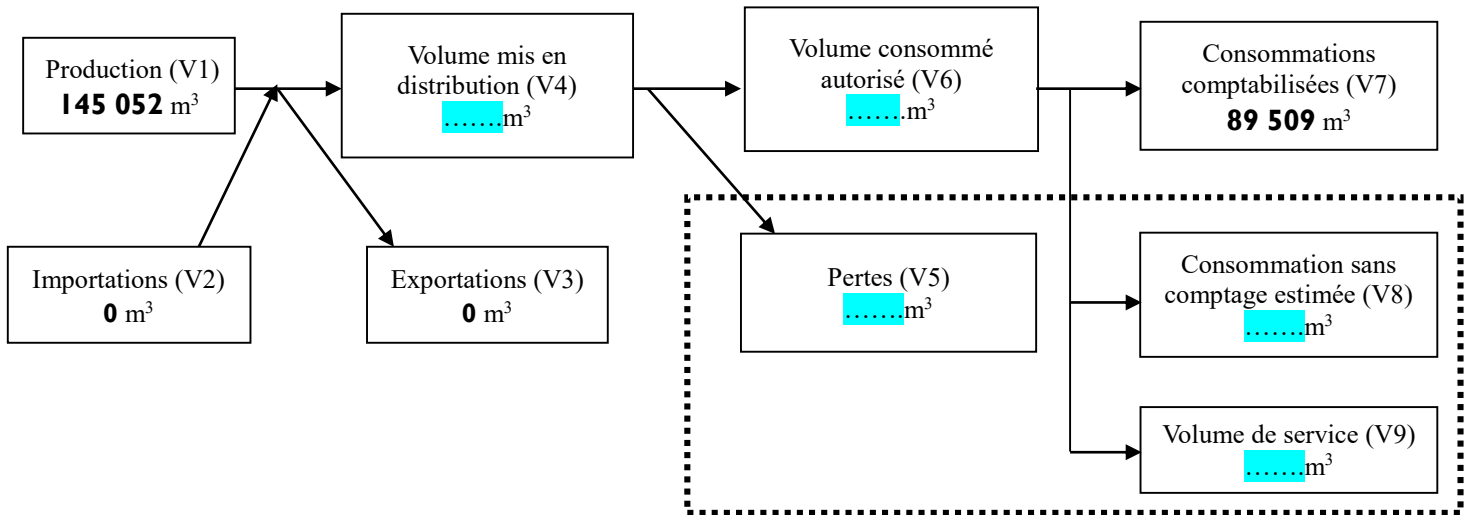 Production (V1)
145 052 m³
Volume mis en
distribution (V4)
…….m³
Volume consommé
autorisé (V6)
…….m³
Consommations
comptabilisées (V7)
89 509 m³
Importations (V2)
0 m³
Exportations (V3)
0 m³
Pertes (V5)
…….m³
Consommation sans
comptage estimée (V8)
…….m³
Volume de service (V9)
…….m³